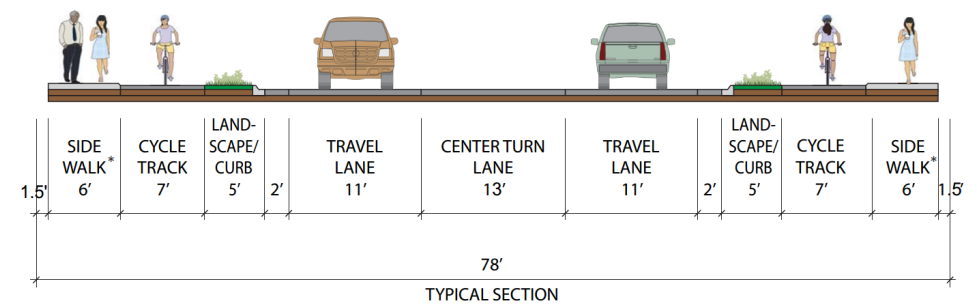 1.5'
SIDE
WALK*
6'
CYCLE
TRACK
7'
LAND-
SCAPE/
CURB
5'
2'
TRAVEL
LANE
11'
CENTER TURN
LANE
13'
TRAVEL
LANE
11'
2'
LAND-
SCAPE/
CURB
5'
CYCLE
TRACK
7'
SIDE
WALK*
6'
1.5'
78'
TYPICAL SECTION